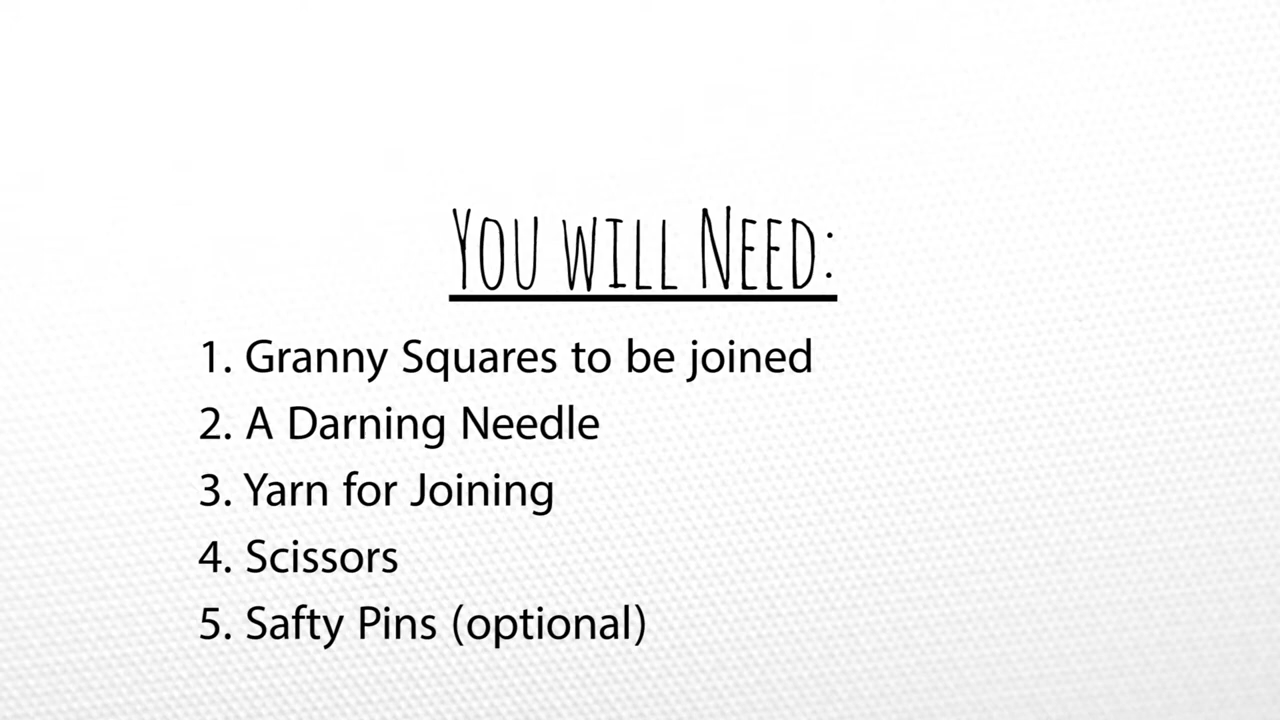 You will Need:
1. Granny Squares to be joined
2. A Darning Needle
3. Yarn for Joining
4. Scissors
5. Safty Pins (optional)